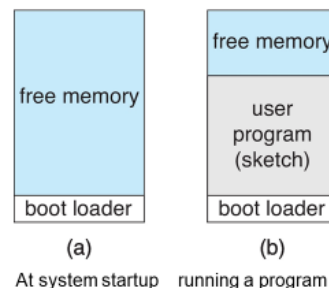 free memory
boot loader
(a)
At system startup
free memory
user
program
(sketch)
boot loader
(b)
running a program